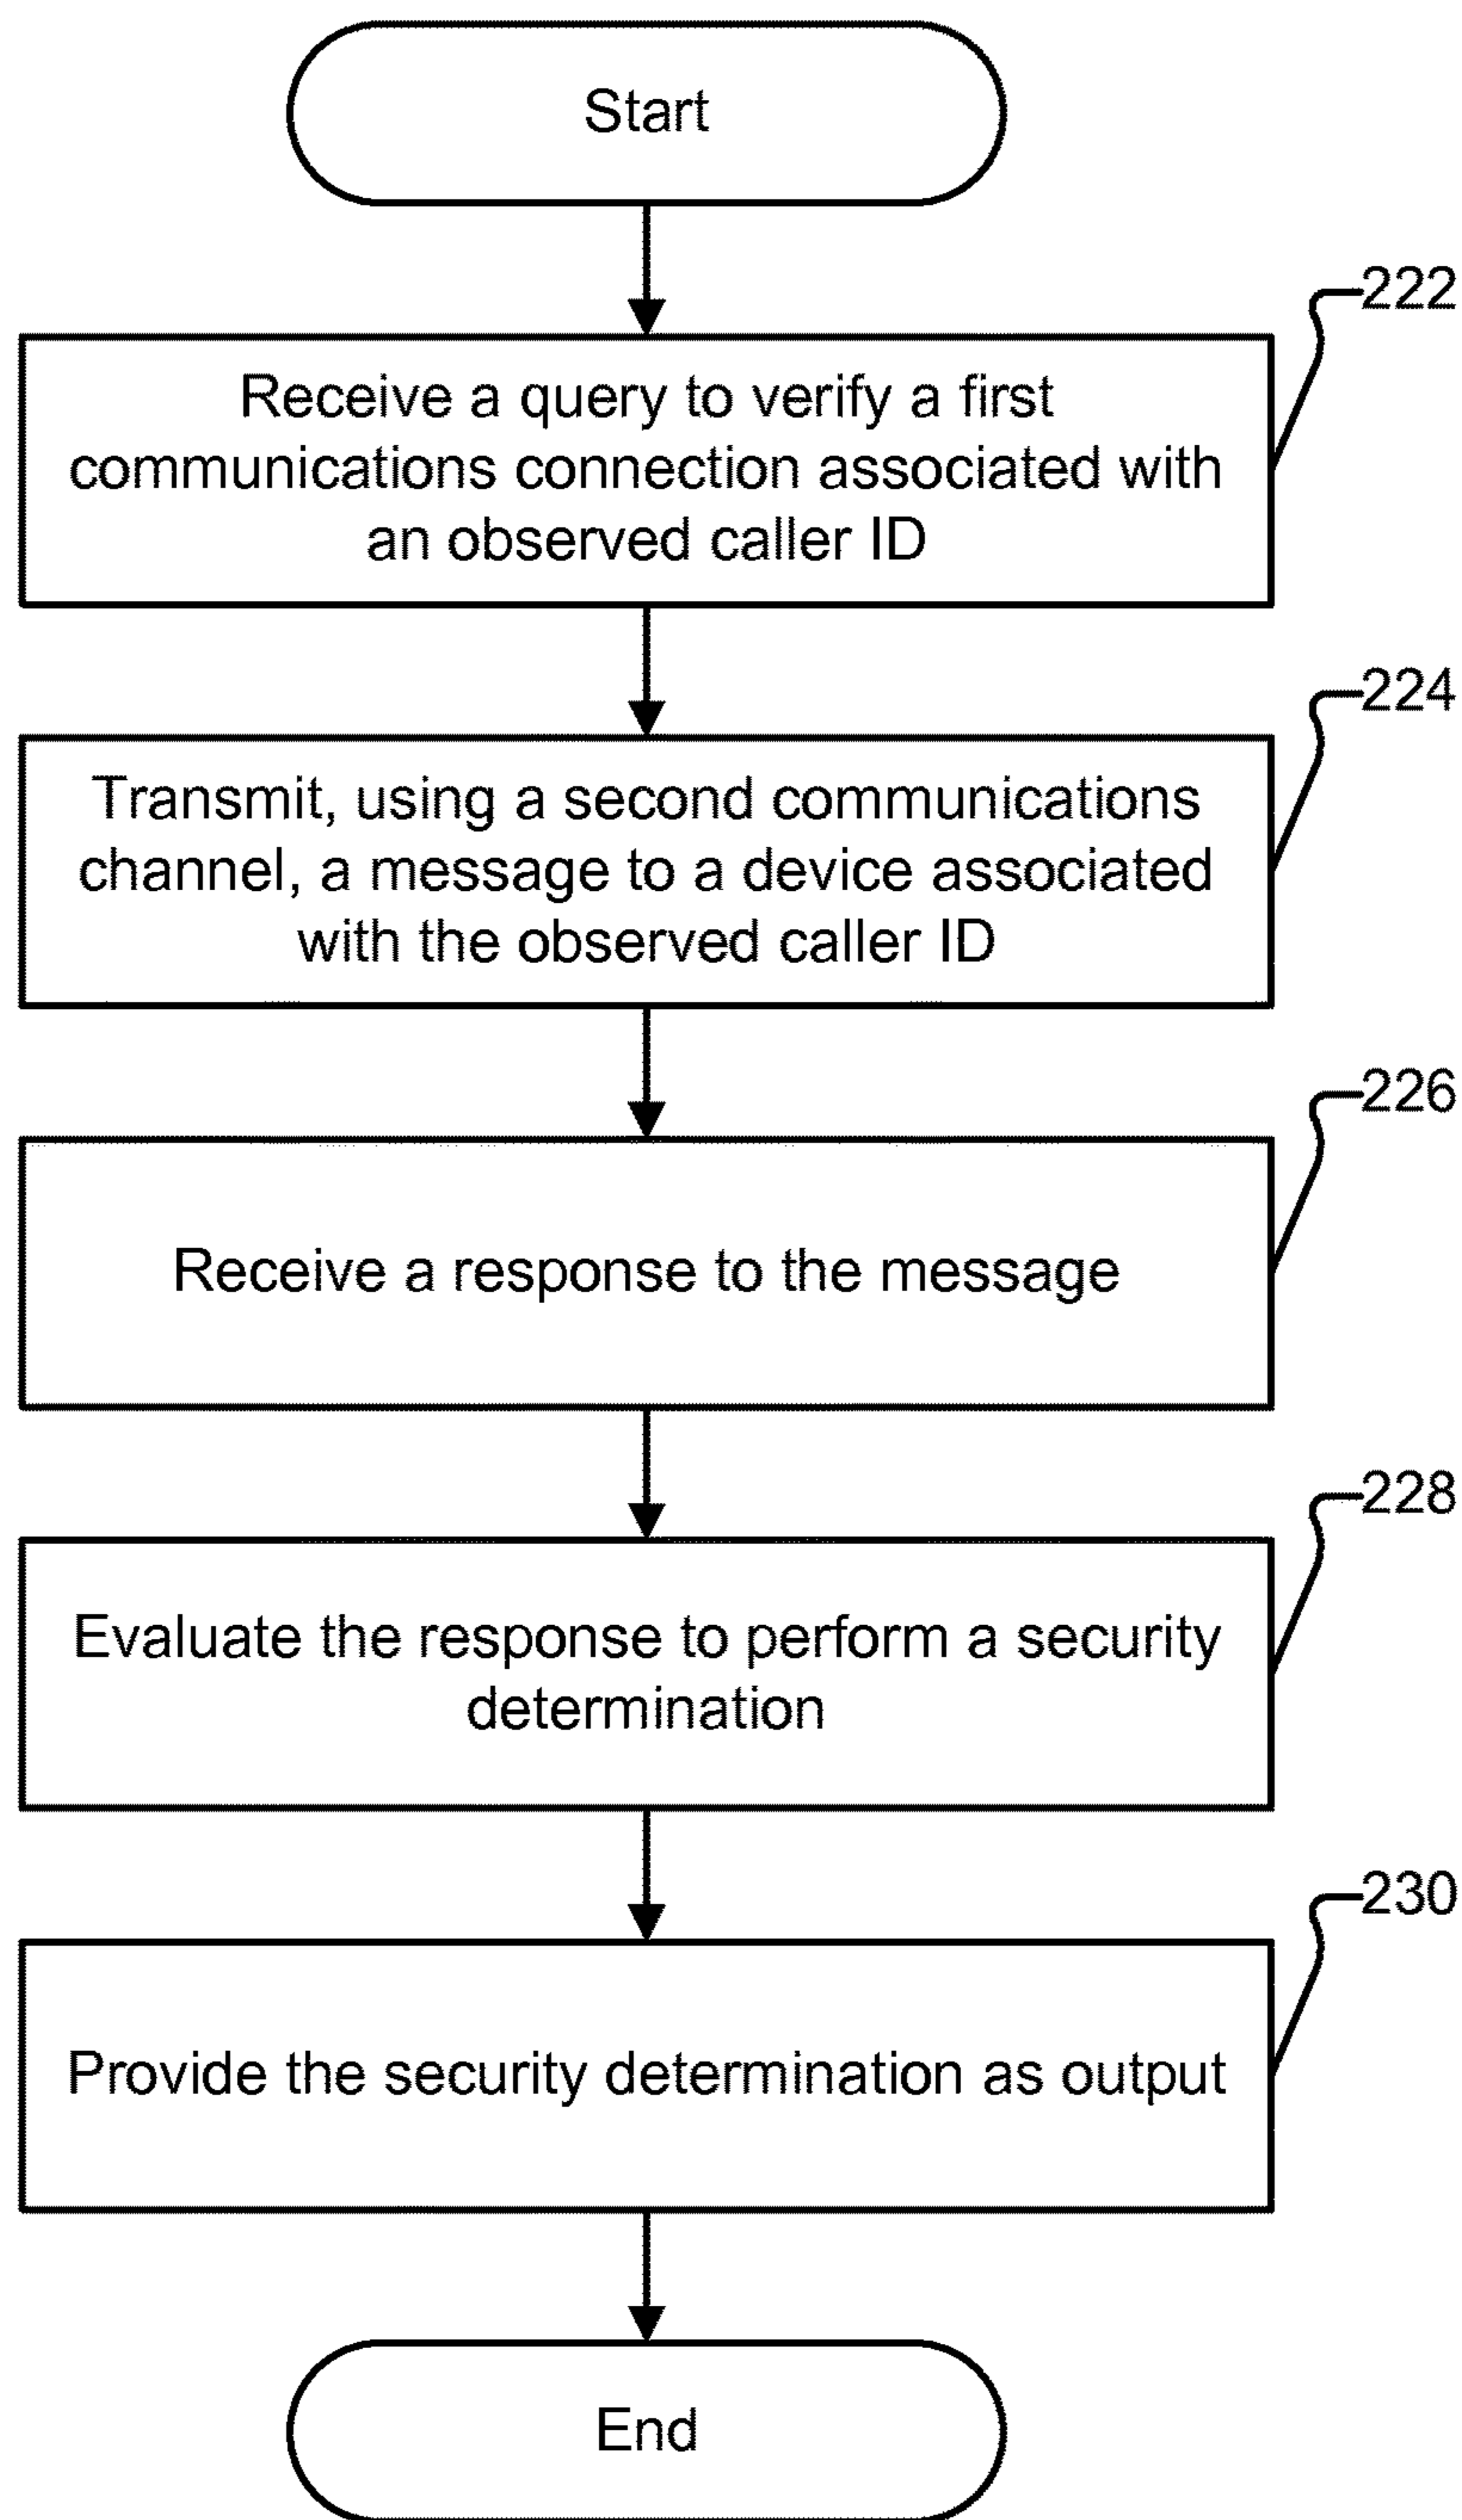 Start
222
Receive a query to verify a first
communications connection associated with
an observed caller ID
224
Transmit, using a second communications
channel, a message to a device associated
with the observed caller ID
226
Receive a response to the message
228
Evaluate the response to perform a security
determination
230
Provide the security determination as output
End